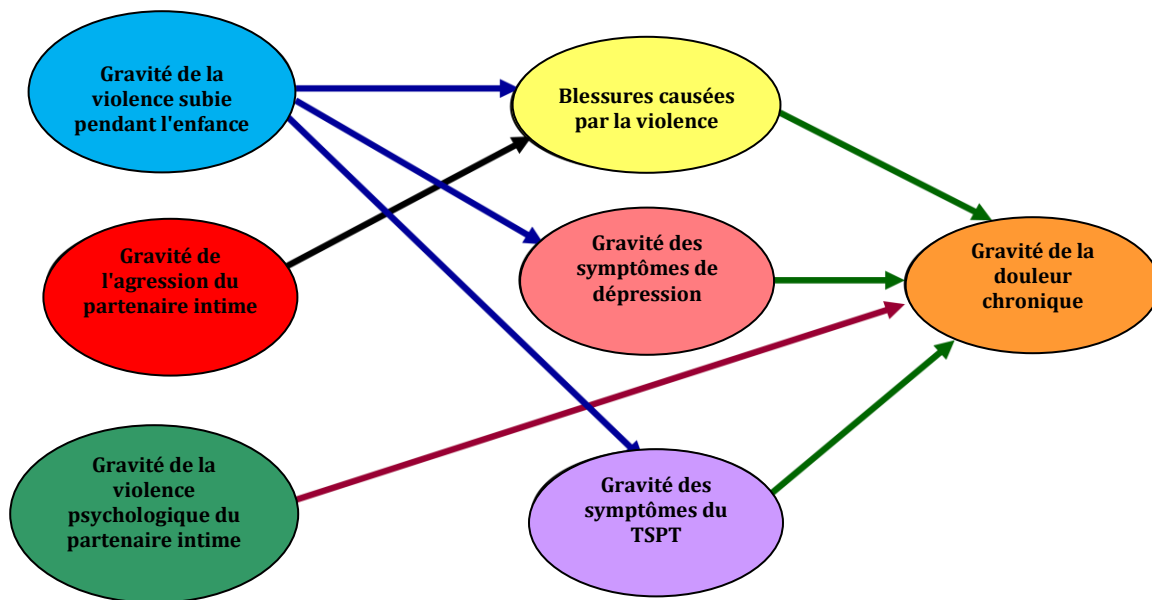 Gravité de la
violence subie
pendant l'enfance
Blessures causées
par la violence
Gravité de
l'agression du
partenaire intime
Gravité des
symptômes de
dépression
Gravité de la
douleur
chronique
Gravité de la
violence
psychologique du
partenaire intime
Gravité des
symptômes du
TSPT